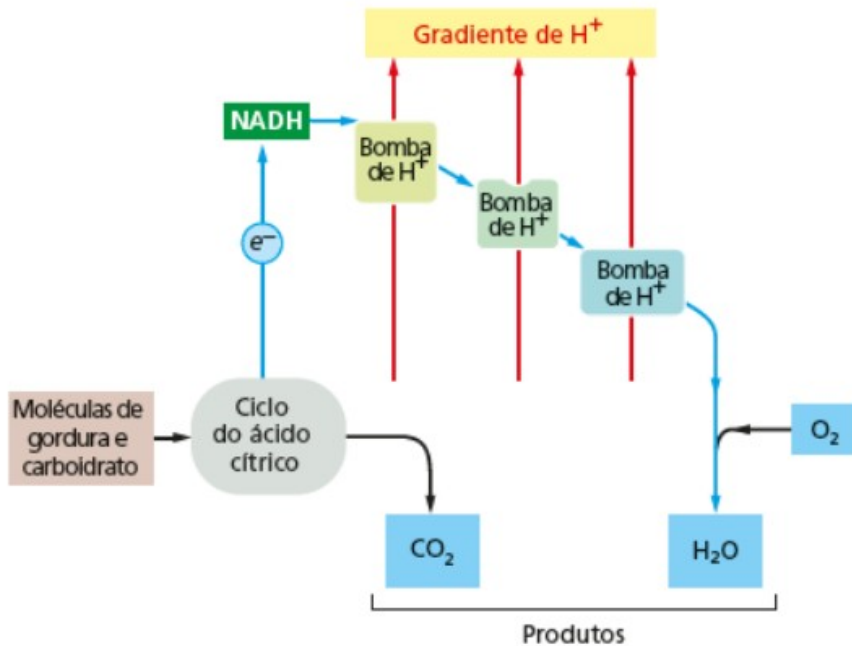 Gradiente de H⁺
NADH
Bomba
de H⁺
Bomba
de H⁺
e⁻
Bomba
de H⁺
Moléculas de
gordura e
carboidrato
Ciclo
do ácido
cítrico
O₂
CO₂
H₂O
Produtos